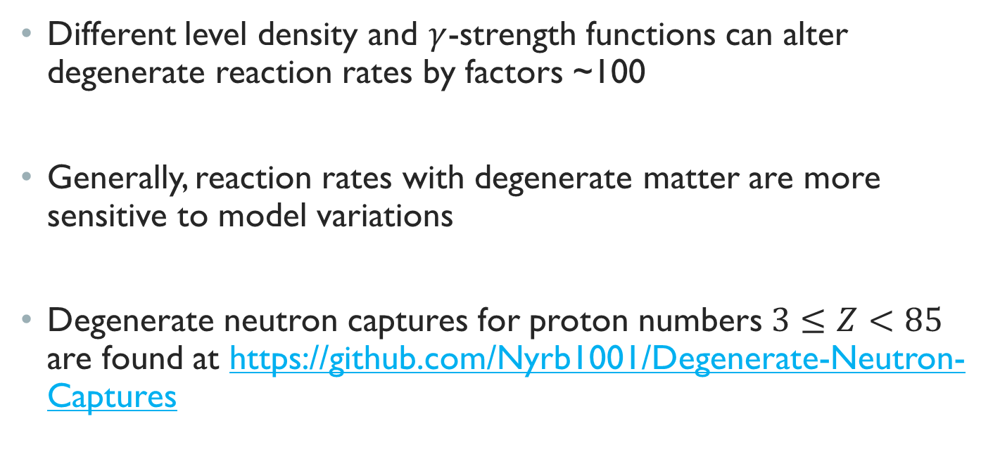 • Different level density and γ-strength functions can alter
degenerate reaction rates by factors ~100
• Generally, reaction rates with degenerate matter are more
sensitive to model variations
• Degenerate neutron captures for proton numbers 3 ≤ Z < 85
are found at https://github.com/Nyrb1001/Degenerate-Neutron-
Captures